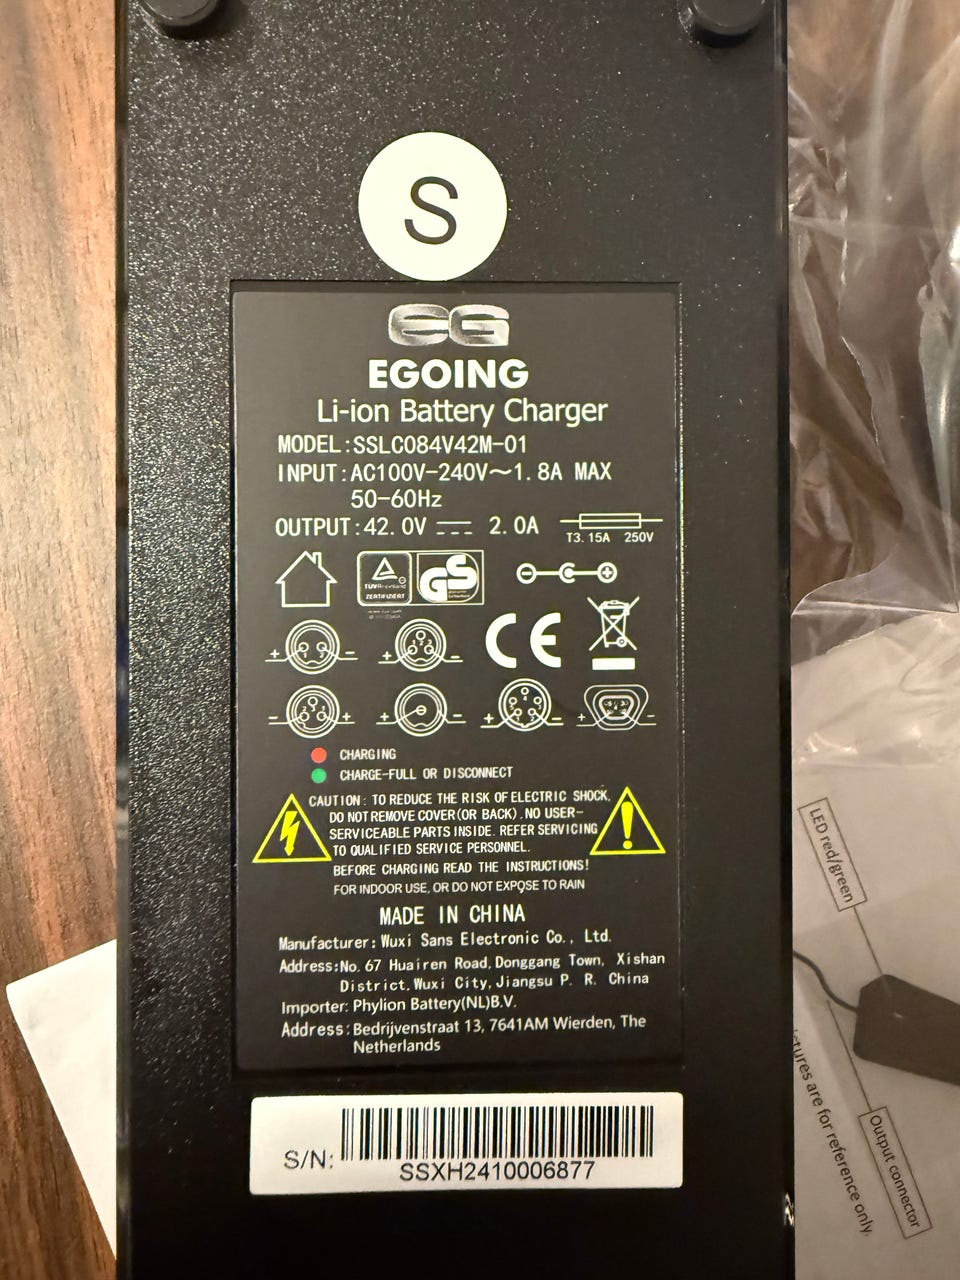 S
EG
EGOING
Li-ion Battery Charger
MODEL:SSLC084V42M-01
INPUT:AC100V-240V～1.8A MAX
50-60Hz
OUTPUT:42.0V ⎓ 2.0A
T3.15A 250V
TÜVRheinland
ZERTIFIZIERT
GS
CE
CHARGING
CHARGE-FULL OR DISCONNECT
CAUTION: TO REDUCE THE RISK OF ELECTRIC SHOCK,
DO NOT REMOVE COVER(OR BACK).NO USER-
SERVICEABLE PARTS INSIDE. REFER SERVICING
TO QUALIFIED SERVICE PERSONNEL.
BEFORE CHARGING READ THE INSTRUCTIONS!
FOR INDOOR USE, OR DO NOT EXPQSE TO RAIN
MADE IN CHINA
Manufacturer: Wuxi Sans Electronic Co., Ltd.
Address:No. 67 Huairen Road,Donggang Town, Xishan
District,Wuxi City,Jiangsu P. R. China
Importer: Phylion Battery(NL)B.V.
Address:Bedrijvenstraat 13, 7641AM Wierden, The
Netherlands
S/N:
SSXH2410006877
LED red/green
Output connector
ctures are for reference only.